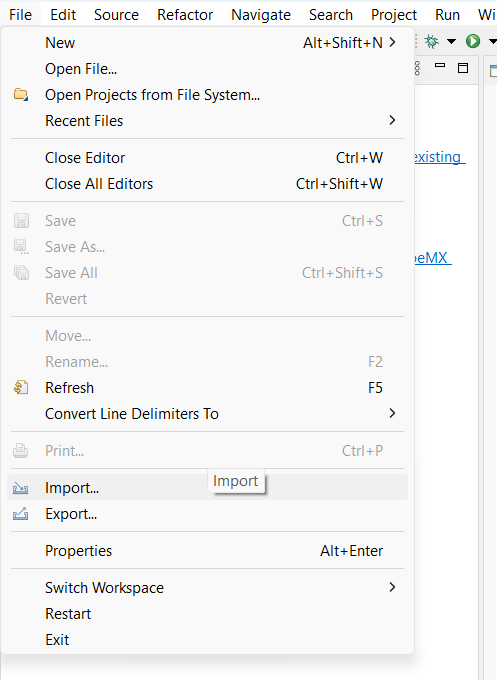 File Edit Source Refactor Navigate Search Project Run
New Alt+Shift+N
Open File...
Open Projects from File System...
Recent Files
Close Editor Ctrl+W
existing
Close All Editors Ctrl+Shift+W
Save Ctrl+S
Save As...
beMX
Save All Ctrl+Shift+S
Revert
Move...
Rename... F2
Refresh F5
Convert Line Delimiters To
Print... Ctrl+P
Import... Import
Export...
Properties Alt+Enter
Switch Workspace
Restart
Exit